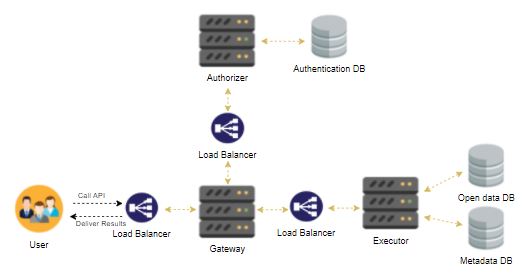 Authorizer
Authentication DB
Load Balancer
Call API
Deliver Results
User
Load Balancer
Gateway
Load Balancer
Executor
Open data DB
Metadata DB